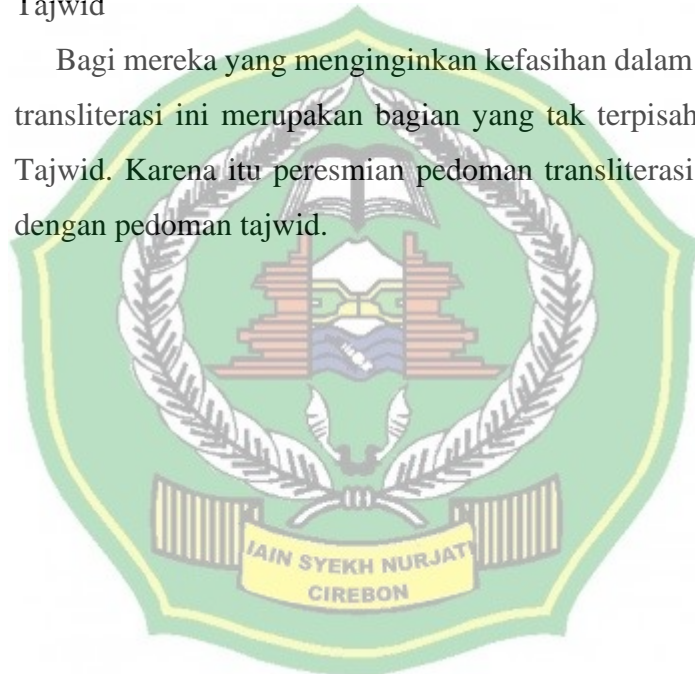 Tajwid
Bagi mereka yang menginginkan kefasihan dalam
transliterasi ini merupakan bagian yang tak terpisah
Tajwid. Karena itu peresmian pedoman transliterasi
dengan pedoman tajwid.
IAIN SYEKH NURJATI
CIREBON